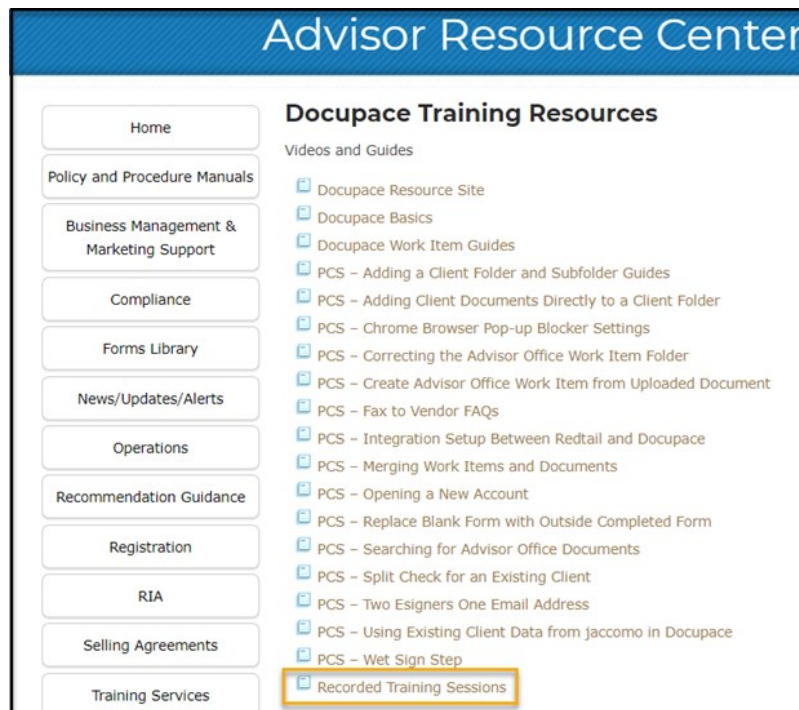 Advisor Resource Center
Home
Policy and Procedure Manuals
Business Management &
Marketing Support
Compliance
Forms Library
News/Updates/Alerts
Operations
Recommendation Guidance
Registration
RIA
Selling Agreements
Training Services
Docupace Training Resources
Videos and Guides
Docupace Resource Site
Docupace Basics
Docupace Work Item Guides
PCS – Adding a Client Folder and Subfolder Guides
PCS – Adding Client Documents Directly to a Client Folder
PCS – Chrome Browser Pop-up Blocker Settings
PCS – Correcting the Advisor Office Work Item Folder
PCS – Create Advisor Office Work Item from Uploaded Document
PCS – Fax to Vendor FAQs
PCS – Integration Setup Between Redtail and Docupace
PCS – Merging Work Items and Documents
PCS – Opening a New Account
PCS – Replace Blank Form with Outside Completed Form
PCS – Searching for Advisor Office Documents
PCS – Split Check for an Existing Client
PCS – Two Esigners One Email Address
PCS – Using Existing Client Data from jaccomo in Docupace
PCS – Wet Sign Step
Recorded Training Sessions